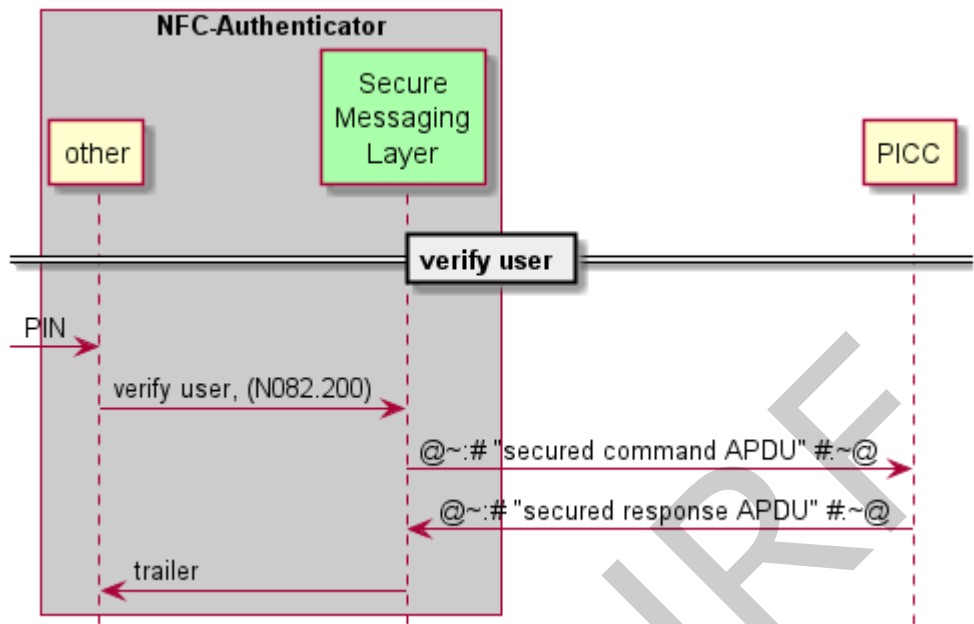 NFC-Authenticator
Secure
Messaging
Layer
other
PICC
verify user
PIN
verify user, (N082.200)
@~:# "secured command APDU" #:~@
@~:# "secured response APDU" #:~@
trailer